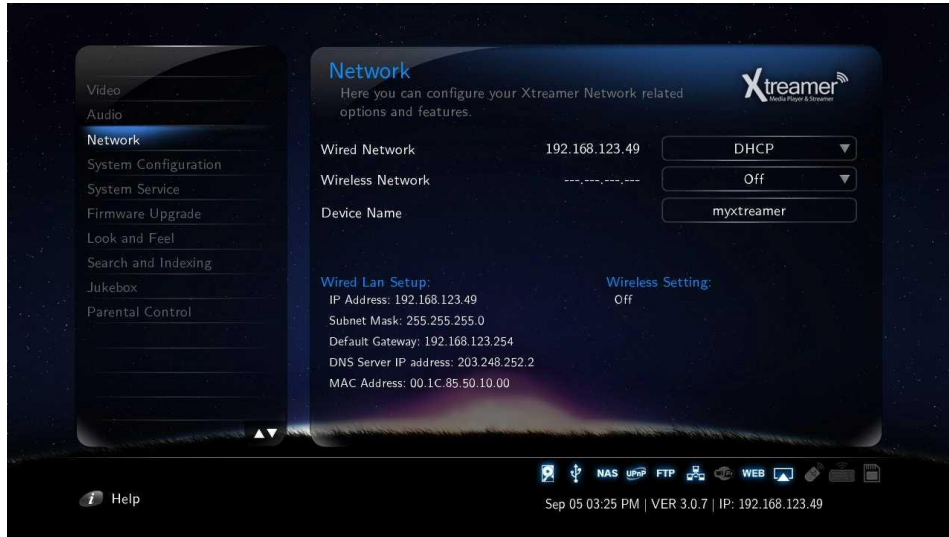 Video
Audio
Network
System Configuration
System Service
Firmware Upgrade
Look and Feel
Search and Indexing
Jukebox
Parental Control
Network
Here you can configure your Xtreamer Network related
options and features.
Xtreamer
Media Player & Streamer
Wired Network 192.168.123.49 DHCP
Wireless Network ---.---.---.--- Off
Device Name myxtreamer
Wired Lan Setup:
IP Address: 192.168.123.49
Subnet Mask: 255.255.255.0
Default Gateway: 192.168.123.254
DNS Server IP address: 203.248.252.2
MAC Address: 00.1C.85.50.10.00
Wireless Setting:
Off
NAS UPnP FTP WiFi WEB
i Help
Sep 05 03:25 PM | VER 3.0.7 | IP: 192.168.123.49